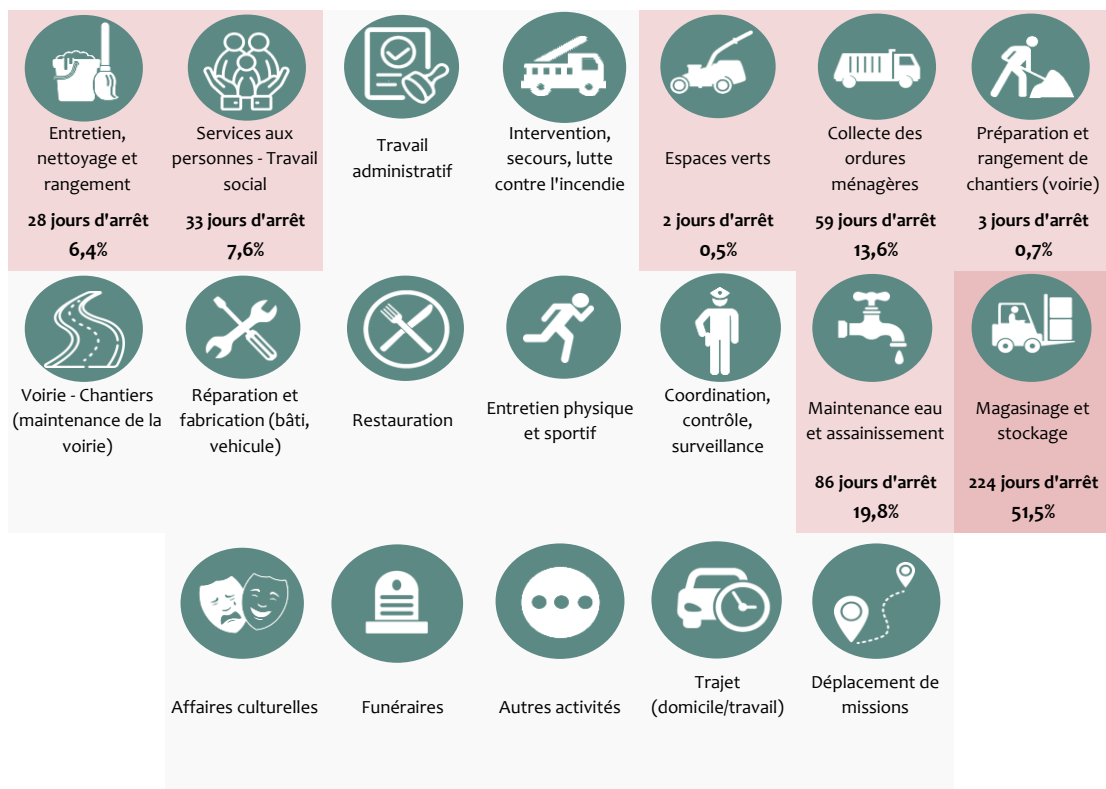 Entretien,
nettoyage et
rangement
28 jours d'arrêt
6,4%
Services aux
personnes - Travail
social
33 jours d'arrêt
7,6%
Travail
administratif
Intervention,
secours, lutte
contre l'incendie
Espaces verts
2 jours d'arrêt
0,5%
Collecte des
ordures
ménagères
59 jours d'arrêt
13,6%
Préparation et
rangement de
chantiers (voirie)
3 jours d'arrêt
0,7%
Voirie - Chantiers
(maintenance de la
voirie)
Réparation et
fabrication (bâti,
vehicule)
Restauration
Entretien physique
et sportif
Coordination,
contrôle,
surveillance
Maintenance eau
et assainissement
86 jours d'arrêt
19,8%
Magasinage et
stockage
224 jours d'arrêt
51,5%
Affaires culturelles
Funéraires
Autres activités
Trajet
(domicile/travail)
Déplacement de
missions